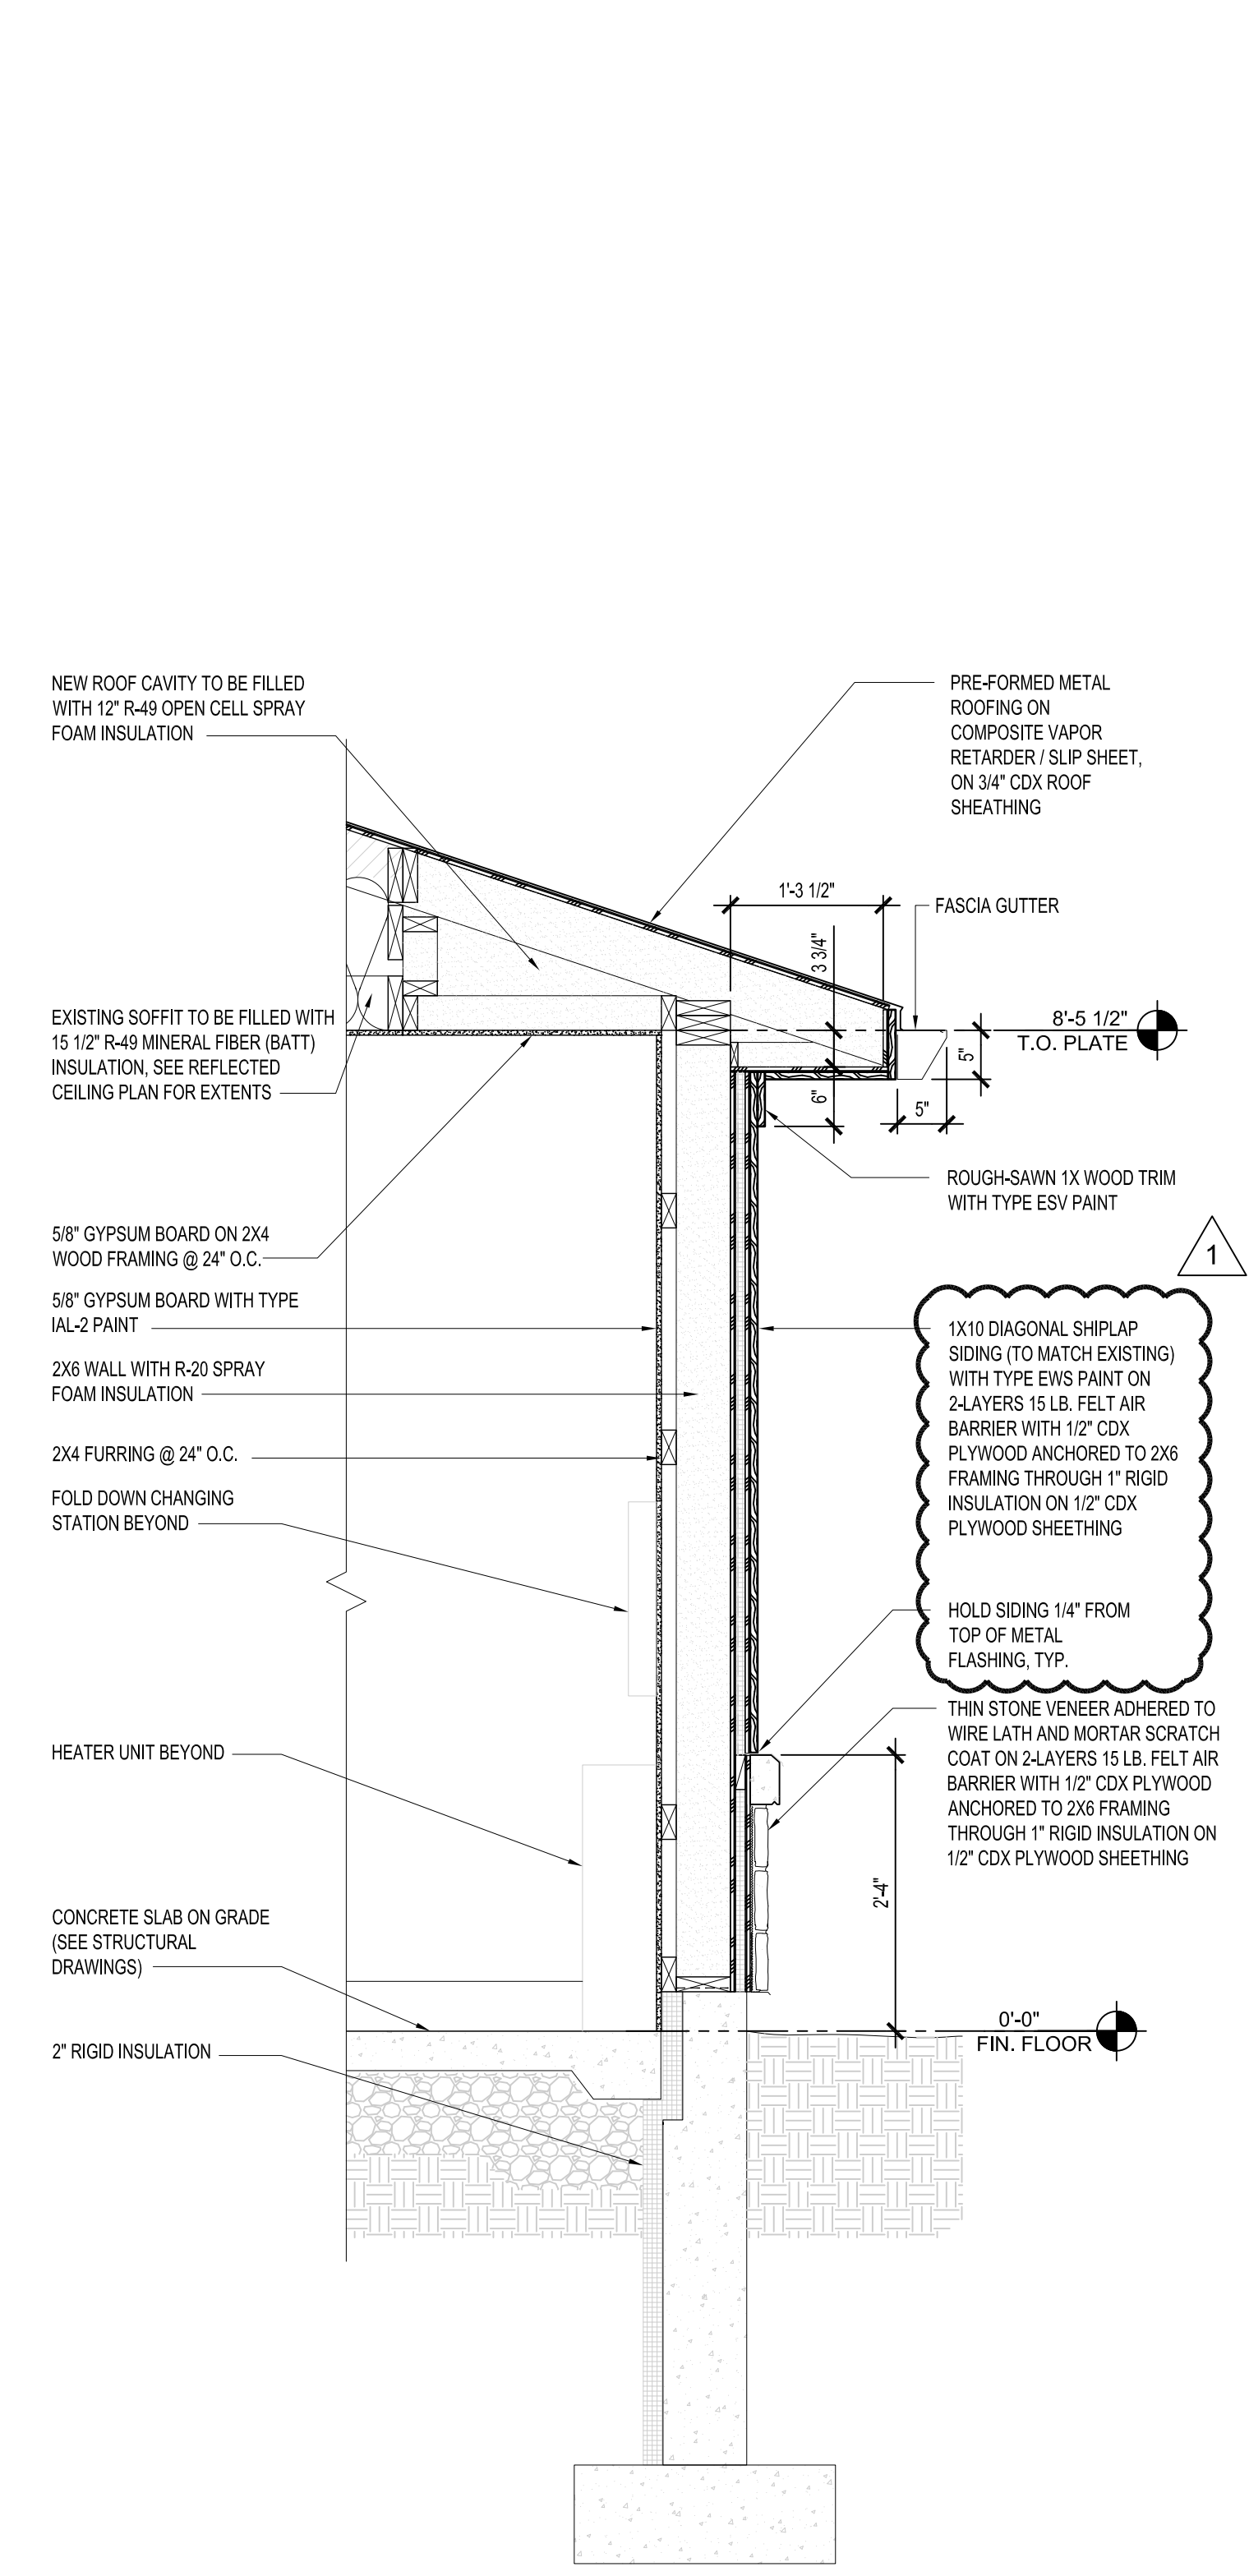 NEW ROOF CAVITY TO BE FILLED
WITH 12" R-49 OPEN CELL SPRAY
FOAM INSULATION
EXISTING SOFFIT TO BE FILLED WITH
15 1/2" R-49 MINERAL FIBER (BATT)
INSULATION, SEE REFLECTED
CEILING PLAN FOR EXTENTS
5/8" GYPSUM BOARD ON 2X4
WOOD FRAMING @ 24" O.C.
5/8" GYPSUM BOARD WITH TYPE
IAL-2 PAINT
2X6 WALL WITH R-20 SPRAY
FOAM INSULATION
2X4 FURRING @ 24" O.C.
FOLD DOWN CHANGING
STATION BEYOND
HEATER UNIT BEYOND
CONCRETE SLAB ON GRADE
(SEE STRUCTURAL
DRAWINGS)
2" RIGID INSULATION
PRE-FORMED METAL
ROOFING ON
COMPOSITE VAPOR
RETARDER / SLIP SHEET,
ON 3/4" CDX ROOF
SHEATHING
1'-3 1/2"
FASCIA GUTTER
3 3/4"
8'-5 1/2"
T.O. PLATE
5"
6"
5"
ROUGH-SAWN 1X WOOD TRIM
WITH TYPE ESV PAINT
1
1X10 DIAGONAL SHIPLAP
SIDING (TO MATCH EXISTING)
WITH TYPE EWS PAINT ON
2-LAYERS 15 LB. FELT AIR
BARRIER WITH 1/2" CDX
PLYWOOD ANCHORED TO 2X6
FRAMING THROUGH 1" RIGID
INSULATION ON 1/2" CDX
PLYWOOD SHEETHING
HOLD SIDING 1/4" FROM
TOP OF METAL
FLASHING, TYP.
THIN STONE VENEER ADHERED TO
WIRE LATH AND MORTAR SCRATCH
COAT ON 2-LAYERS 15 LB. FELT AIR
BARRIER WITH 1/2" CDX PLYWOOD
ANCHORED TO 2X6 FRAMING
THROUGH 1" RIGID INSULATION ON
1/2" CDX PLYWOOD SHEETHING
2'-4"
0'-0"
FIN. FLOOR